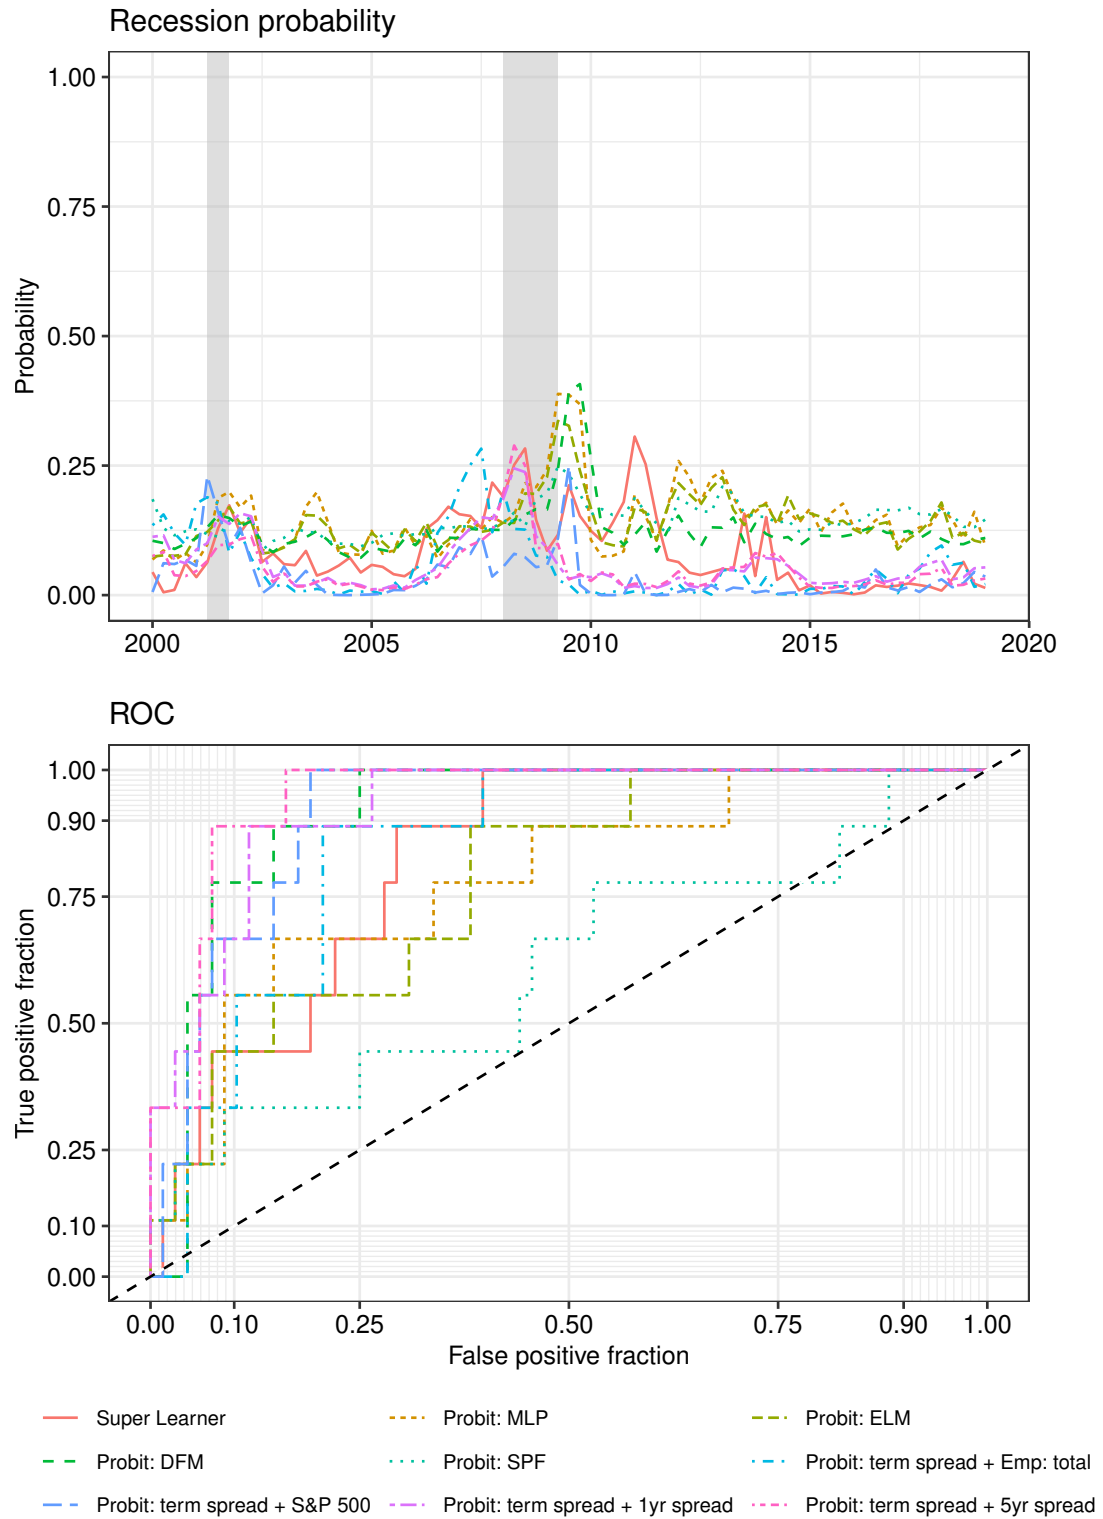 Recession probability
1.00
0.75
0.50
0.25
0.00
Probability
2000 2005 2010 2015 2020
ROC
1.00
0.90
0.75
0.50
0.25
0.10
0.00
True positive fraction
0.00 0.10 0.25 0.50 0.75 0.90 1.00
False positive fraction
Super Learner Probit: MLP Probit: ELM
Probit: DFM Probit: SPF Probit: term spread + Emp: total
Probit: term spread + S&P 500 Probit: term spread + 1yr spread Probit: term spread + 5yr spread